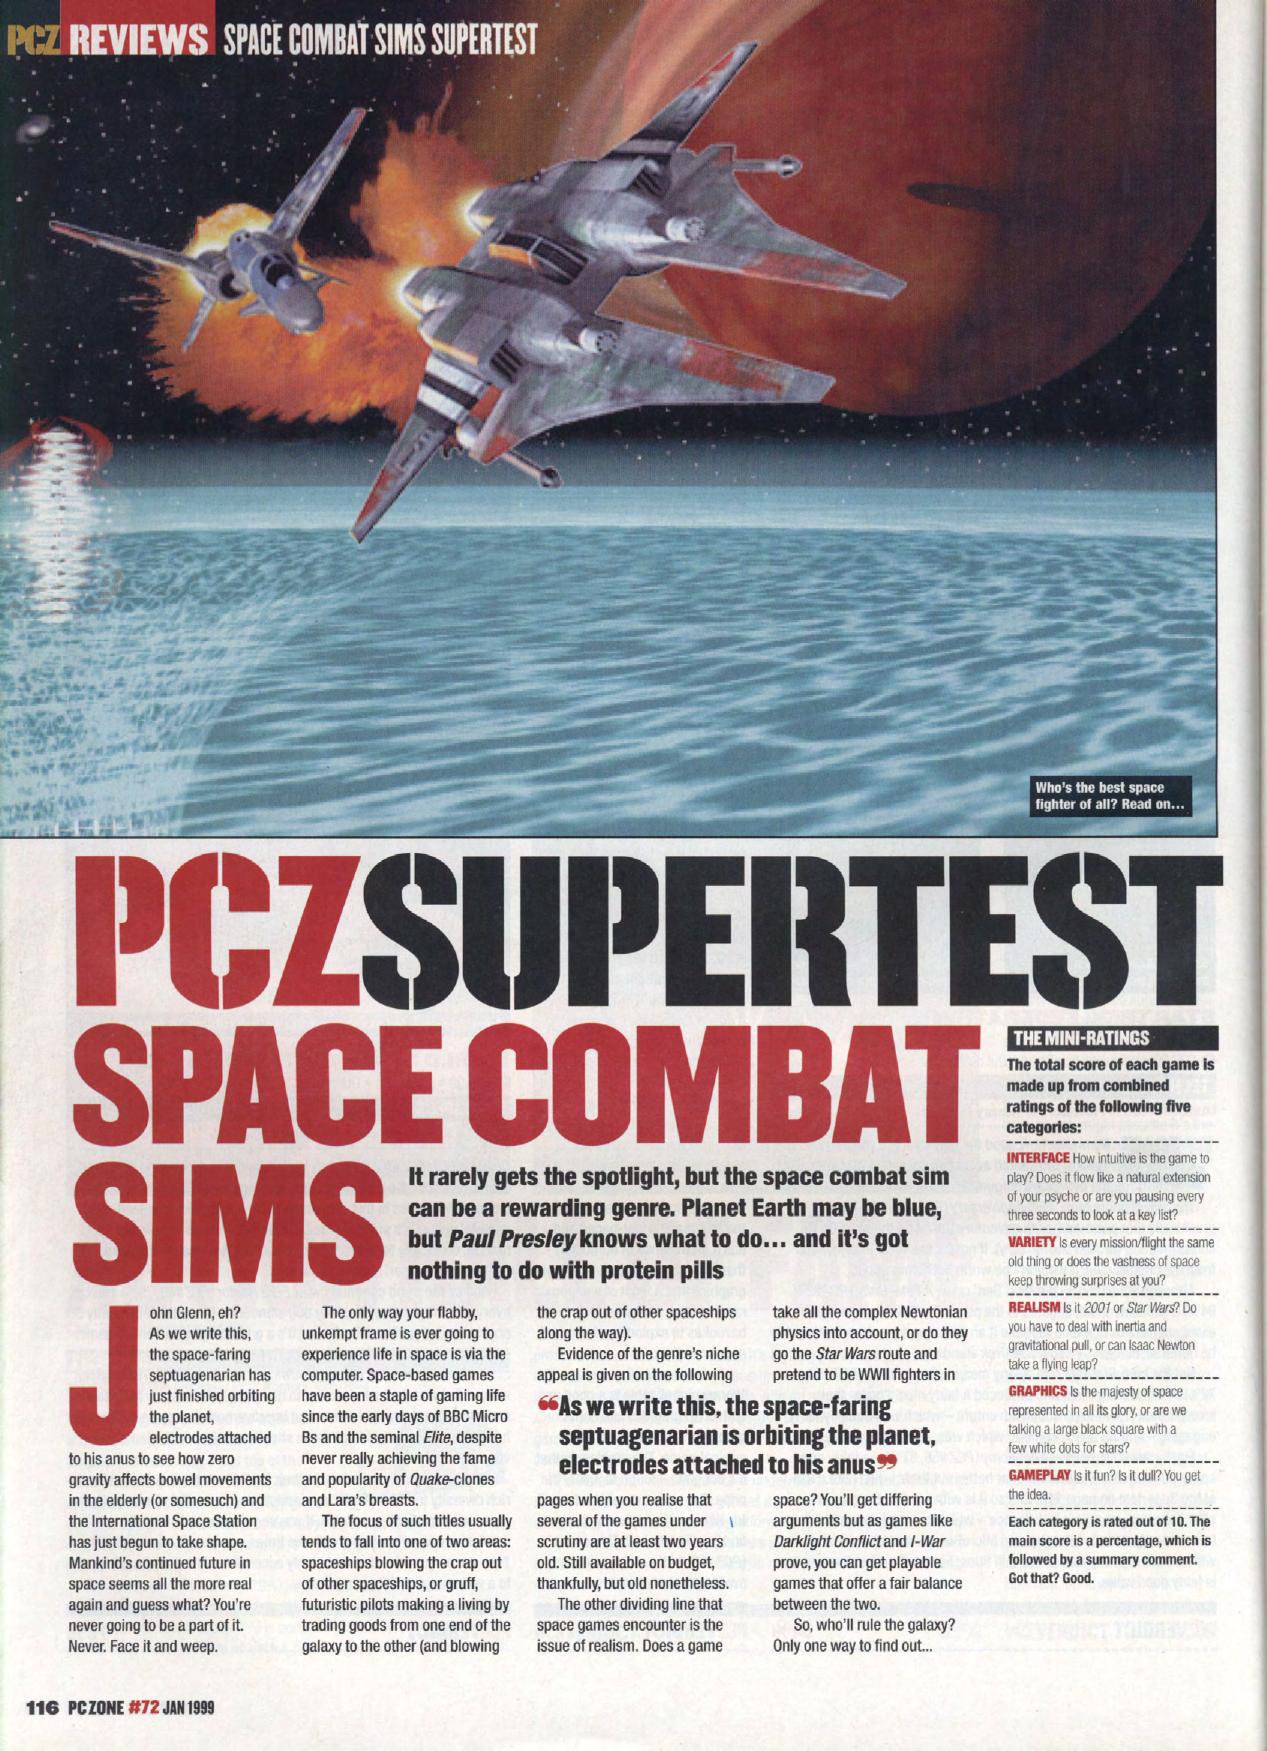 PCZ REVIEWS SPACE COMBAT SIMS SUPERTEST
Who's the best space
fighter of all? Read on...
PCZSUPERTEST
SPACE COMBAT
SIMS
It rarely gets the spotlight, but the space combat sim
can be a rewarding genre. Planet Earth may be blue,
but Paul Presley knows what to do... and it's got
nothing to do with protein pills
John Glenn, eh?
As we write this,
the space-faring
septuagenarian has
just finished orbiting
the planet,
electrodes attached
to his anus to see how zero
gravity affects bowel movements
in the elderly (or somesuch) and
the International Space Station
has just begun to take shape.
Mankind's continued future in
space seems all the more real
again and guess what? You're
never going to be a part of it.
Never. Face it and weep.
The only way your flabby,
unkempt frame is ever going to
experience life in space is via the
computer. Space-based games
have been a staple of gaming life
since the early days of BBC Micro
Bs and the seminal Elite, despite
never really achieving the fame
and popularity of Quake-clones
and Lara's breasts.
The focus of such titles usually
tends to fall into one of two areas:
spaceships blowing the crap out
of other spaceships, or gruff,
futuristic pilots making a living by
trading goods from one end of the
galaxy to the other (and blowing
the crap out of other spaceships
along the way).
Evidence of the genre's niche
appeal is given on the following
pages when you realise that
several of the games under
scrutiny are at least two years
old. Still available on budget,
thankfully, but old nonetheless.
The other dividing line that
space games encounter is the
issue of realism. Does a game
take all the complex Newtonian
physics into account, or do they
go the Star Wars route and
pretend to be WWII fighters in
space? You'll get differing
arguments but as games like
Darklight Conflict and I-War
prove, you can get playable
games that offer a fair balance
between the two.
So, who'll rule the galaxy?
Only one way to find out...
“As we write this, the space-faring
septuagenarian is orbiting the planet,
electrodes attached to his anus”
THE MINI-RATINGS
The total score of each game is
made up from combined
ratings of the following five
categories:
INTERFACE How intuitive is the game to
play? Does it flow like a natural extension
of your psyche or are you pausing every
three seconds to look at a key list?
VARIETY Is every mission/flight the same
old thing or does the vastness of space
keep throwing surprises at you?
REALISM Is it 2001 or Star Wars? Do
you have to deal with inertia and
gravitational pull, or can Isaac Newton
take a flying leap?
GRAPHICS Is the majesty of space
represented in all its glory, or are we
talking a large black square with a
few white dots for stars?
GAMEPLAY Is it fun? Is it dull? You get
the idea.
Each category is rated out of 10. The
main score is a percentage, which is
followed by a summary comment.
Got that? Good.
116 PC ZONE #72 JAN 1999